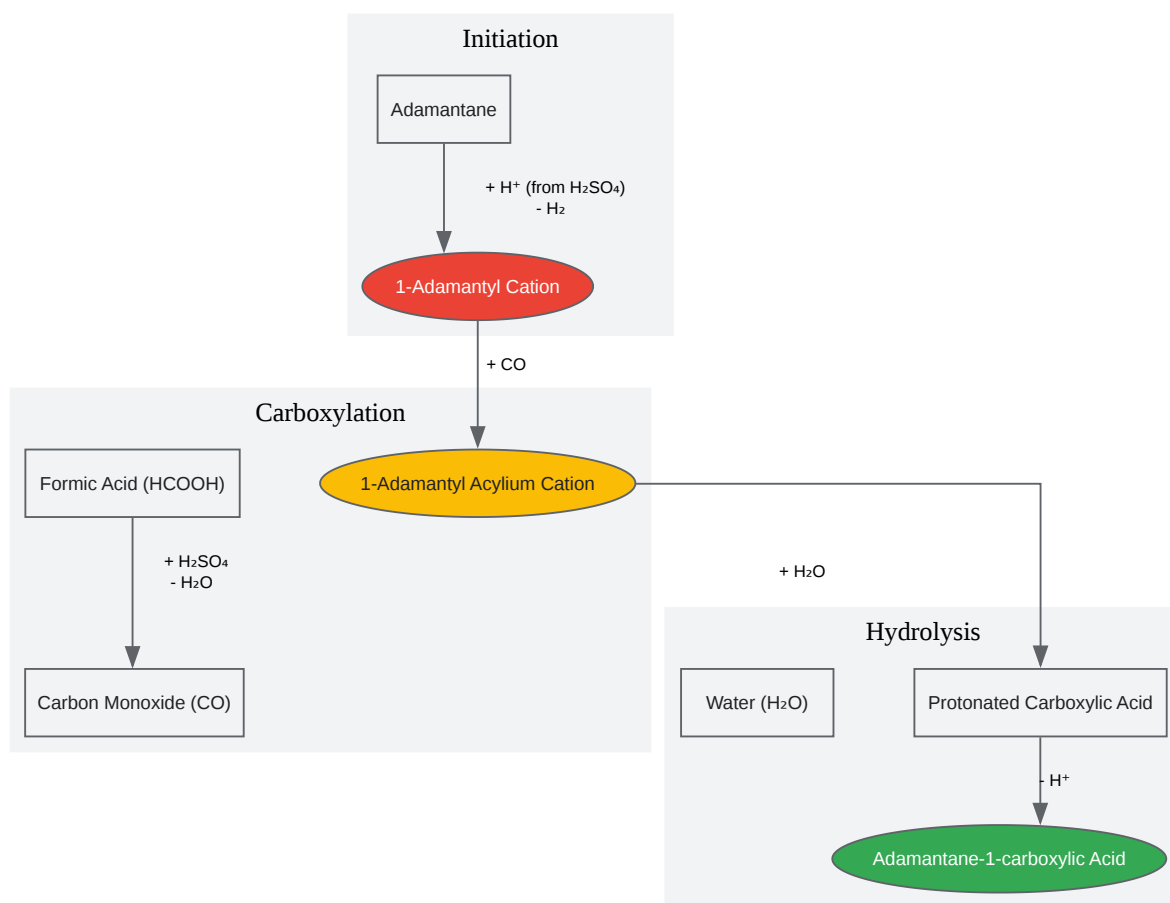 Initiation
Adamantane
+ H⁺ (from H₂SO₄)
- H₂
1-Adamantyl Cation
+ CO
Carboxylation
Formic Acid (HCOOH)
1-Adamantyl Acylium Cation
+ H₂SO₄
- H₂O
+ H₂O
Hydrolysis
Carbon Monoxide (CO)
Water (H₂O)
Protonated Carboxylic Acid
- H⁺
Adamantane-1-carboxylic Acid